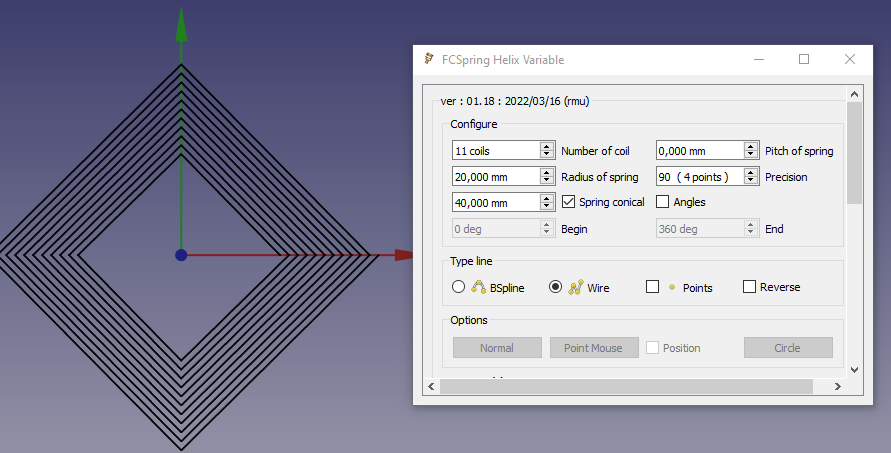 FCSpring Helix Variable
ver : 01.18 : 2022/03/16 (rmu)
Configure
11 coils Number of coil 0,000 mm Pitch of spring
20,000 mm Radius of spring 90 ( 4 points ) Precision
40,000 mm Spring conical Angles
0 deg Begin 360 deg End
Type line
BSpline Wire Points Reverse
Options
Normal Point Mouse Position Circle